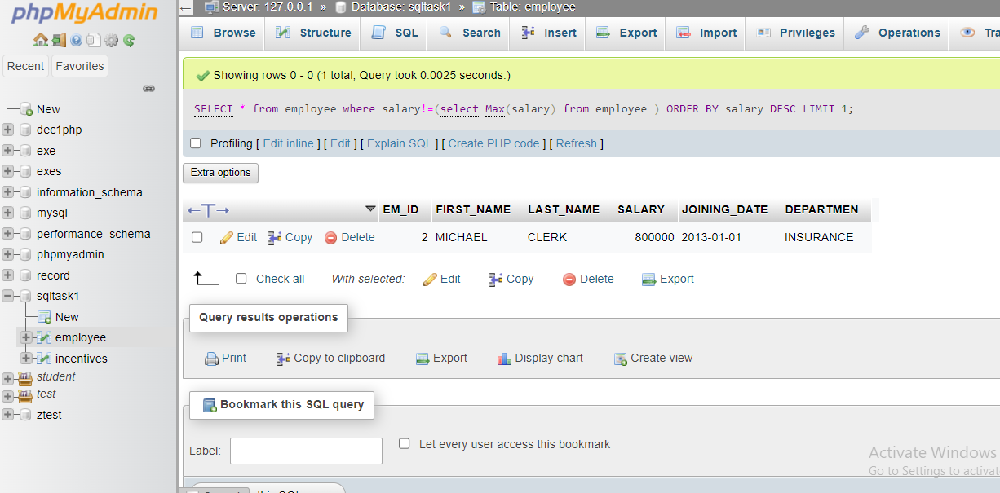 phpMyAdmin
Recent Favorites
New
dec1php
exe
exes
information_schema
mysql
performance_schema
phpmyadmin
record
sqltask1
New
employee
incentives
student
test
ztest
Server: 127.0.0.1 » Database: sqltask1 » Table: employee
Browse Structure SQL Search Insert Export Import Privileges Operations Tra
Showing rows 0 - 0 (1 total, Query took 0.0025 seconds.)
SELECT * from employee where salary!=(select Max(salary) from employee ) ORDER BY salary DESC LIMIT 1;
Profiling [ Edit inline ] [ Edit ] [ Explain SQL ] [ Create PHP code ] [ Refresh ]
Extra options
←T→ EM_ID FIRST_NAME LAST_NAME SALARY JOINING_DATE DEPARTMEN
Edit Copy Delete 2 MICHAEL CLERK 800000 2013-01-01 INSURANCE
Check all With selected: Edit Copy Delete Export
Query results operations
Print Copy to clipboard Export Display chart Create view
Bookmark this SQL query
Label: Let every user access this bookmark
Activate Windows
Go to Settings to activat